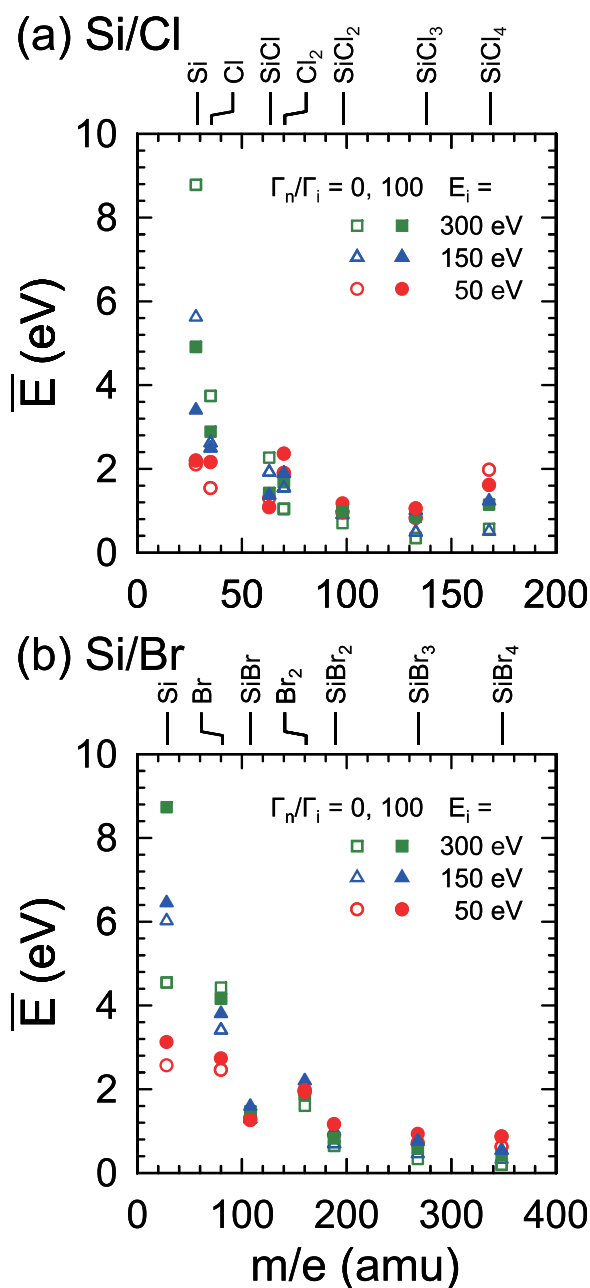 (a) Si/Cl
Si Cl SiCl Cl₂ SiCl₂ SiCl₃ SiCl₄
10
8
6
4
2
0
E̅ (eV)
Γₙ/Γᵢ = 0, 100 Eᵢ =
300 eV
150 eV
50 eV
0 50 100 150 200
(b) Si/Br
Si Br SiBr Br₂ SiBr₂ SiBr₃ SiBr₄
10
8
6
4
2
0
E̅ (eV)
Γₙ/Γᵢ = 0, 100 Eᵢ =
300 eV
150 eV
50 eV
0 100 200 300 400
m/e (amu)